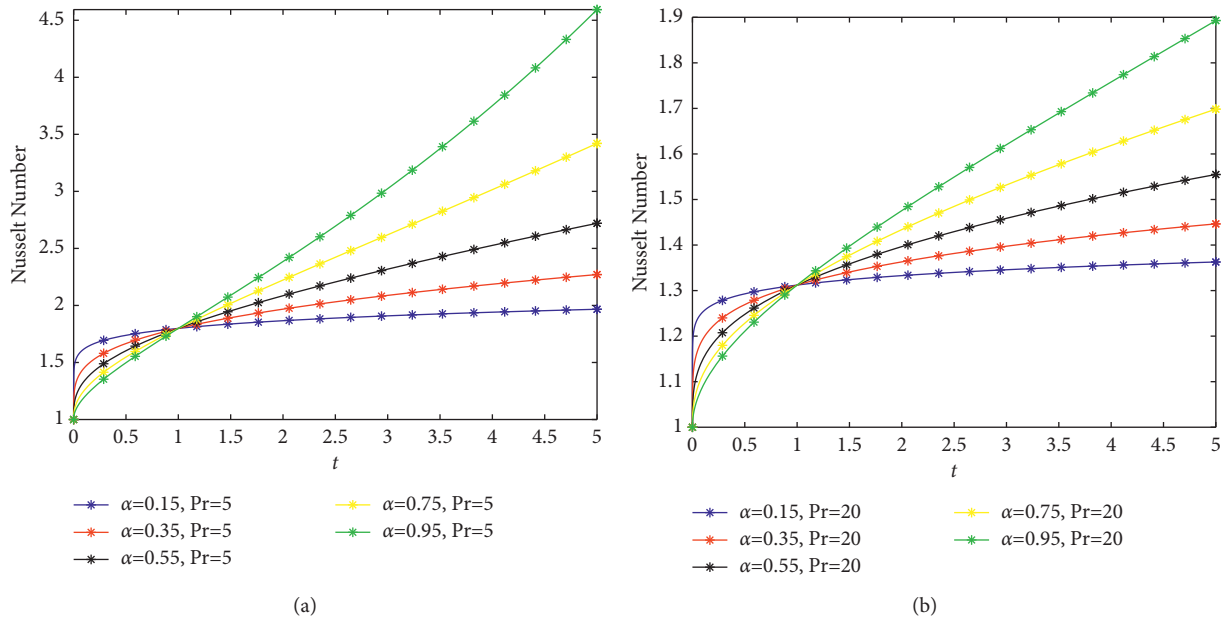 4.5
4
3.5
3
2.5
2
1.5
1
Nusselt Number
0 0.5 1 1.5 2 2.5 3 3.5 4 4.5 5
t
α=0.15, Pr=5
α=0.35, Pr=5
α=0.55, Pr=5
α=0.75, Pr=5
α=0.95, Pr=5
(a)
1.9
1.8
1.7
1.6
1.5
1.4
1.3
1.2
1.1
1
Nusselt Number
0 0.5 1 1.5 2 2.5 3 3.5 4 4.5 5
t
α=0.15, Pr=20
α=0.35, Pr=20
α=0.55, Pr=20
α=0.75, Pr=20
α=0.95, Pr=20
(b)